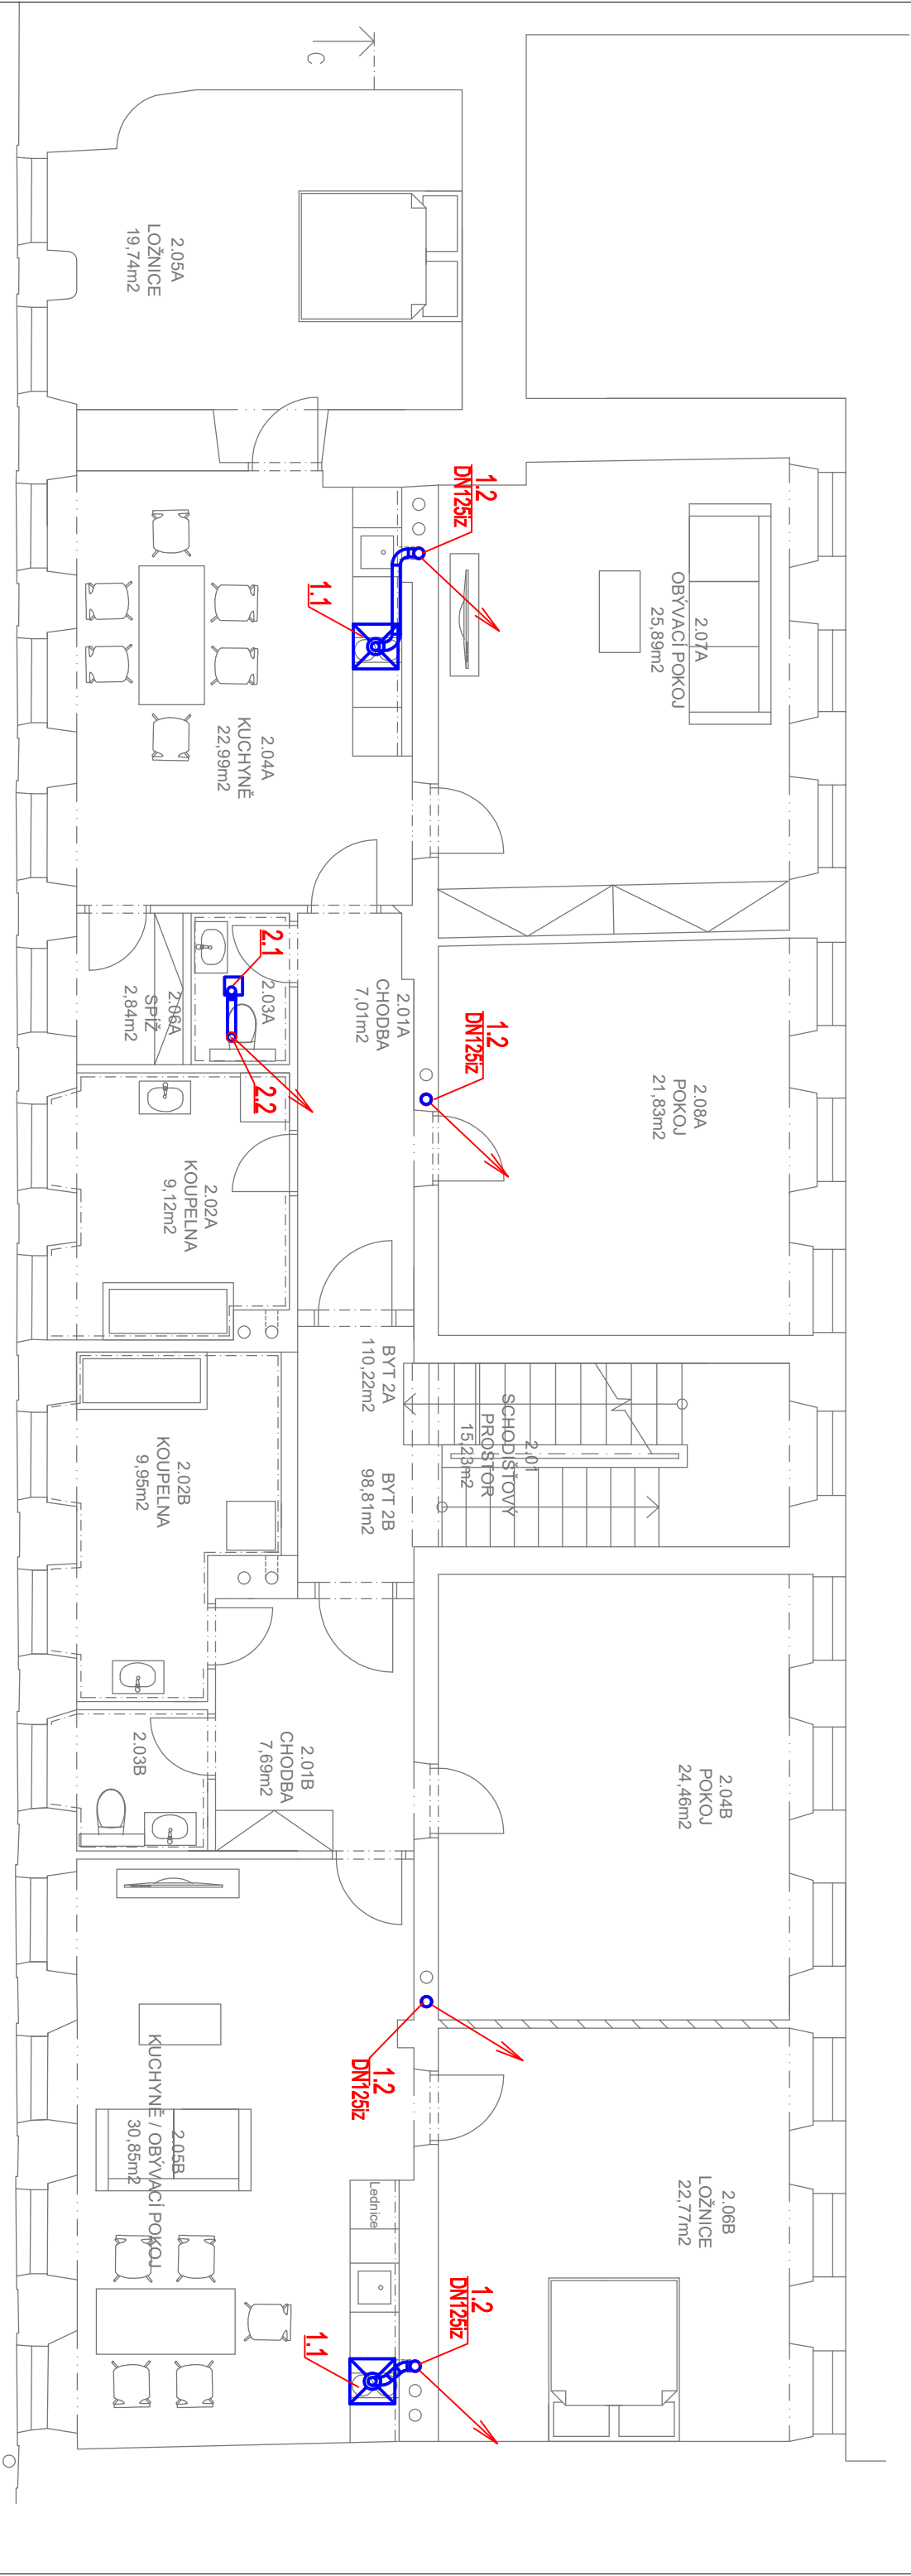 C
2.05A
LOŽNICE
19,74m2
1.2
DN125iz
1.1
2.07A
OBÝVACÍ POKOJ
25,89m2
2.04A
KUCHYNĚ
22,99m2
2.1
2.03A
2.2
2.06A
SPÍŽ
2,84m2
2.01A
CHODBA
7,01m2
1.2
DN125iz
2.08A
POKOJ
21,83m2
2.02A
KOUPELNA
9,12m2
BYT 2A
110,22m2
BYT 2B
98,81m2
2.01
SCHODIŠŤOVÝ
PROSTOR
15,23m2
2.02B
KOUPELNA
9,95m2
2.03B
2.01B
CHODBA
7,69m2
2.04B
POKOJ
24,46m2
1.2
DN125iz
2.05B
KUCHYNĚ / OBÝVACÍ POKOJ
30,85m2
Lednice
2.06B
LOŽNICE
22,77m2
1.2
DN125iz
1.1